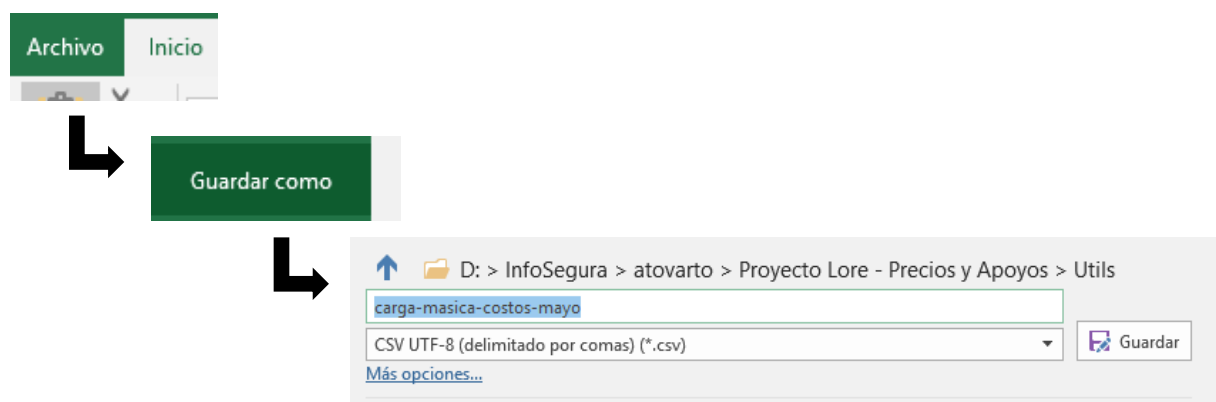 Archivo Inicio
Guardar como
D: > InfoSegura > atovarto > Proyecto Lore - Precios y Apoyos > Utils
carga-masica-costos-mayo
CSV UTF-8 (delimitado por comas) (*.csv)
Guardar
Más opciones...